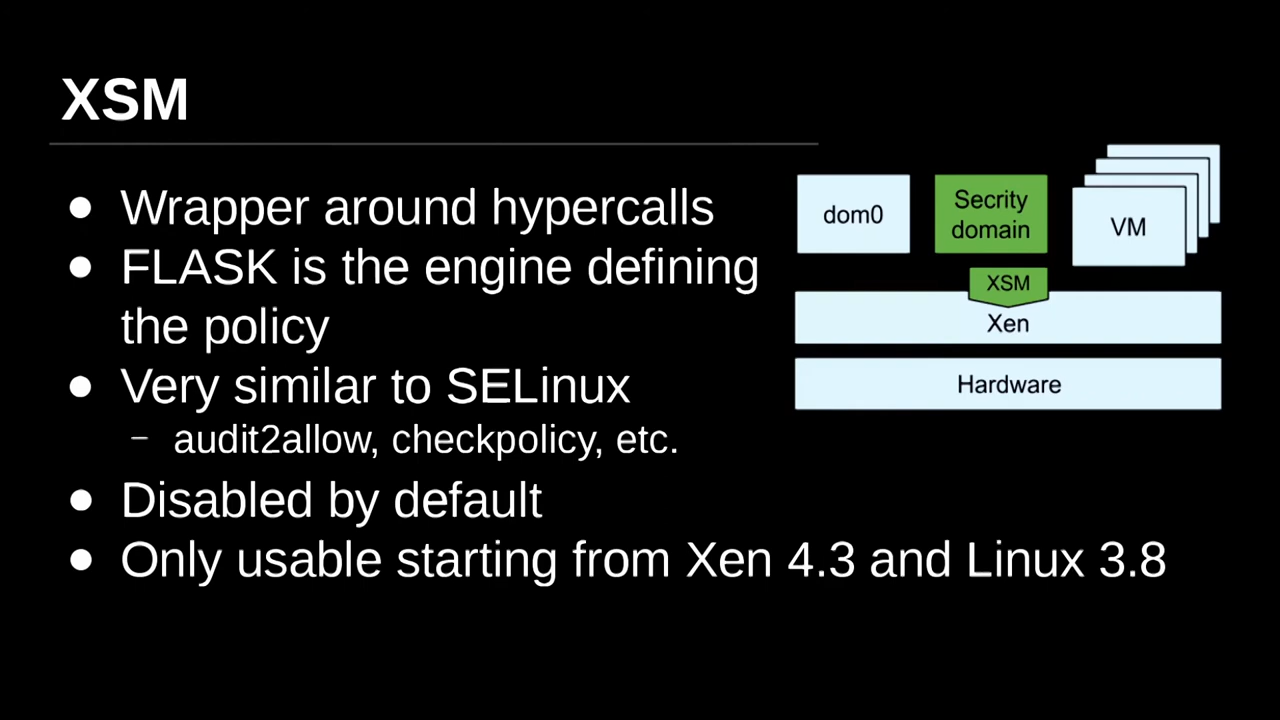 XSM
● Wrapper around hypercalls
● FLASK is the engine defining
the policy
● Very similar to SELinux
– audit2allow, checkpolicy, etc.
● Disabled by default
● Only usable starting from Xen 4.3 and Linux 3.8
dom0
Secrity
domain
VM
XSM
Xen
Hardware